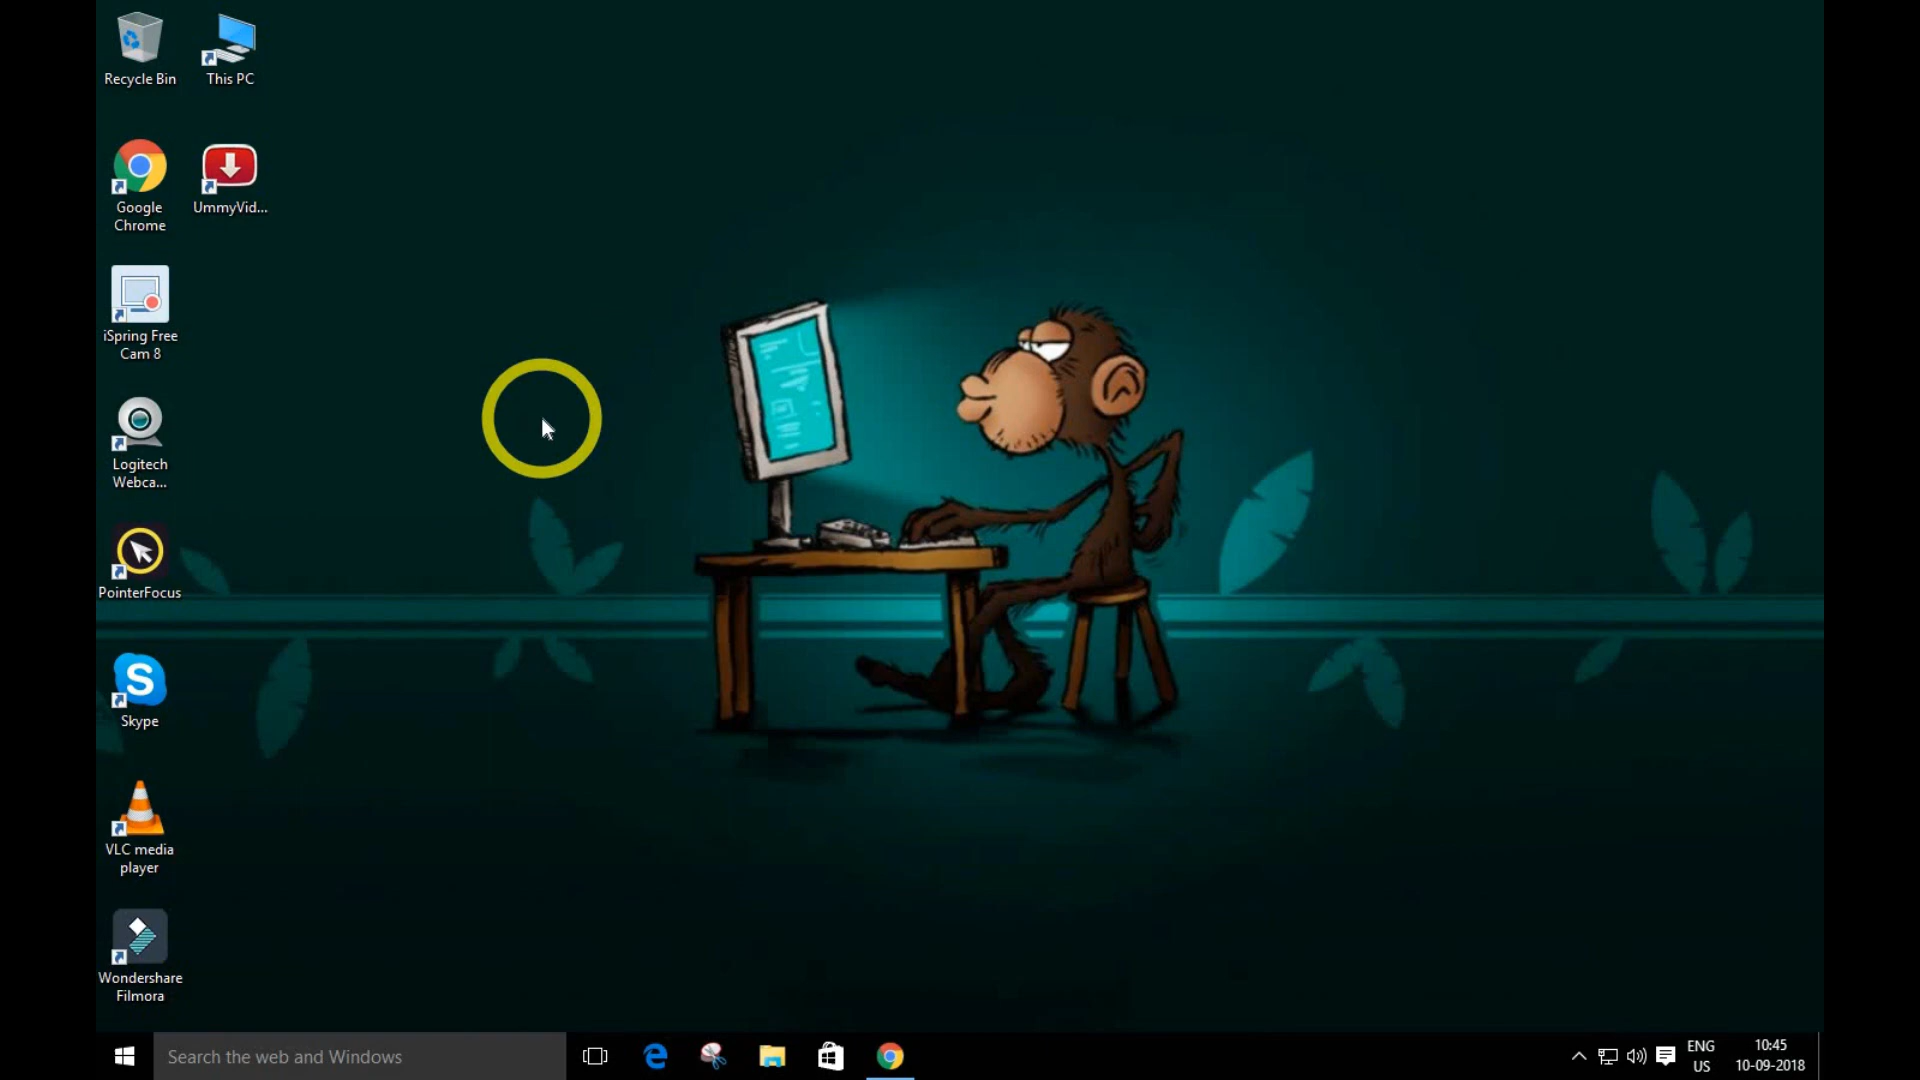 Recycle Bin
This PC
Google
Chrome
UmmyVid...
iSpring Free
Cam 8
Logitech
Webca...
PointerFocus
S
Skype
VLC media
player
Wondershare
Filmora
Search the web and Windows
ENG
US
10:45
10-09-2018